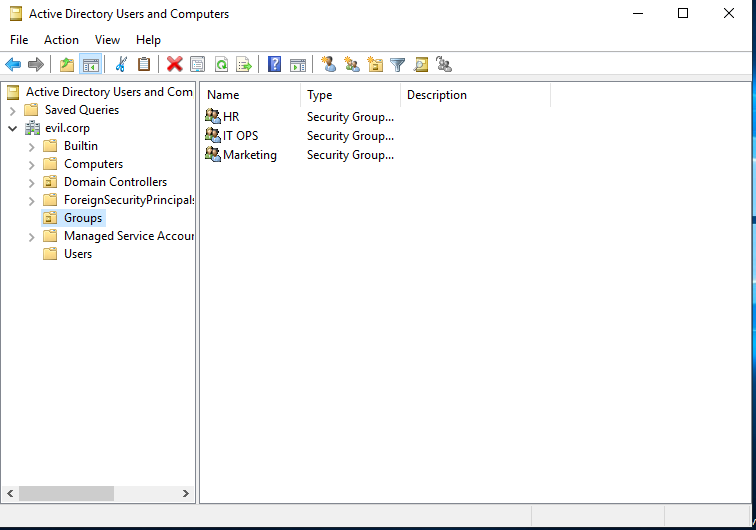 Active Directory Users and Computers
File Action View Help
Active Directory Users and Com
Saved Queries
evil.corp
Builtin
Computers
Domain Controllers
ForeignSecurityPrincipals
Groups
Managed Service Accour
Users
Name Type Description
HR Security Group...
IT OPS Security Group...
Marketing Security Group...